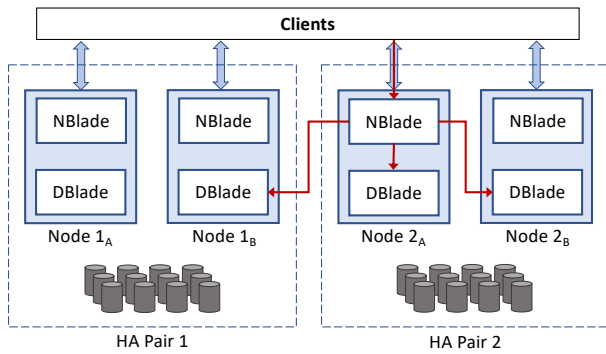 Clients
NBlade
NBlade
NBlade
NBlade
DBlade
DBlade
DBlade
DBlade
Node 1A
Node 1B
Node 2A
Node 2B
HA Pair 1
HA Pair 2